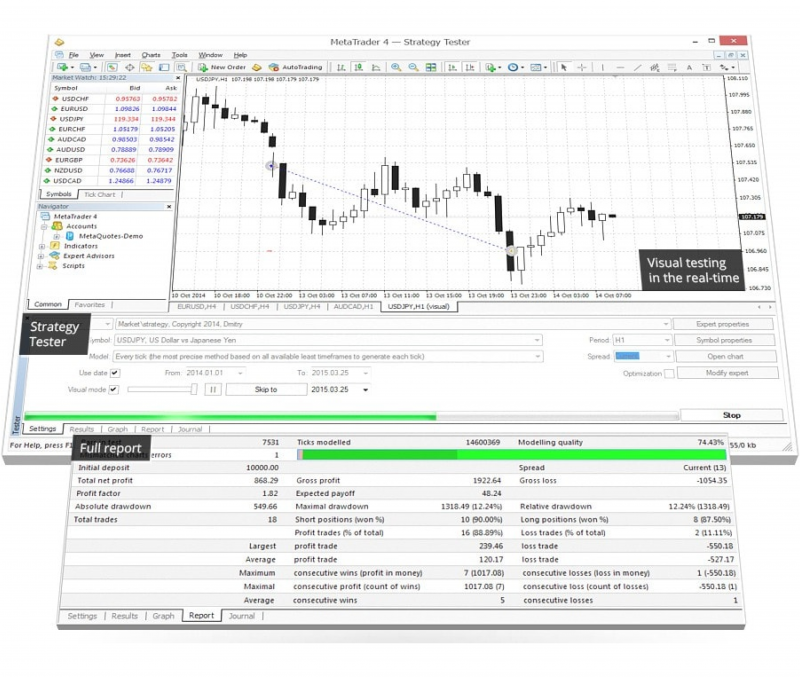 MetaTrader 4 — Strategy Tester
File View Insert Charts Tools Window Help
New Order AutoTrading
Market Watch: 15:29:22
Symbol Bid Ask
USDCHF 0.95763 0.95782
EURUSD 1.09826 1.09844
USDJPY 119.334 119.344
EURCHF 1.05179 1.05205
AUDCAD 0.98503 0.98542
AUDUSD 0.78889 0.78909
EURGBP 0.73626 0.73642
NZDUSD 0.76688 0.76717
USDCAD 1.24866 1.24879
Symbols Tick Chart
Navigator
MetaTrader 4
Accounts
MetaQuotes-Demo
Indicators
Expert Advisors
Scripts
Common Favorites
USDJPY,H1 107.198 107.198 107.179 107.179
108.110
107.995
107.880
107.765
107.650
107.535
107.420
107.305
107.179
107.075
106.960
106.845
106.730
Visual testing
in the real-time
10 Oct 2014 10 Oct 18:00 10 Oct 22:00 13 Oct 03:00 13 Oct 07:00 13 Oct 11:00 13 Oct 15:00 13 Oct 19:00 13 Oct 23:00 14 Oct 03:00 14 Oct 07:00
EURUSD,H4 USDCHF,H4 USDJPY,H4 AUDCAD,H1 USDJPY,H1 (visual)
Strategy
Tester
Market\strategy, Copyright 2014, Dmitry Expert properties
Symbol: USDJPY, US Dollar vs Japanese Yen Period: H1 Symbol properties
Model: Every tick (the most precise method based on all available least timeframes to generate each tick) Spread: Open chart
Use date From: 2014.01.01 To: 2015.03.25 Optimization Modify expert
Visual mode Skip to 2015.03.25
Stop
Tester
Settings Results Graph Report Journal
For Help, press F1 55/0 kb
Full report
7531 Ticks modelled 14600369 Modelling quality 74.43%
errors 1
Initial deposit 10000.00 Spread Current (13)
Total net profit 868.29 Gross profit 1922.64 Gross loss -1054.35
Profit factor 1.82 Expected payoff 48.24
Absolute drawdown 549.66 Maximal drawdown 1318.49 (12.24%) Relative drawdown 12.24% (1318.49)
Total trades 18 Short positions (won %) 10 (90.00%) Long positions (won %) 8 (87.50%)
Profit trades (% of total) 16 (88.89%) Loss trades (% of total) 2 (11.11%)
Largest profit trade 239.46 loss trade -550.18
Average profit trade 120.17 loss trade -527.17
Maximum consecutive wins (profit in money) 7 (1017.08) consecutive losses (loss in money) 1 (-550.18)
Maximal consecutive profit (count of wins) 1017.08 (7) consecutive loss (count of losses) -550.18 (1)
Average consecutive wins 5 consecutive losses 1
Settings Results Graph Report Journal